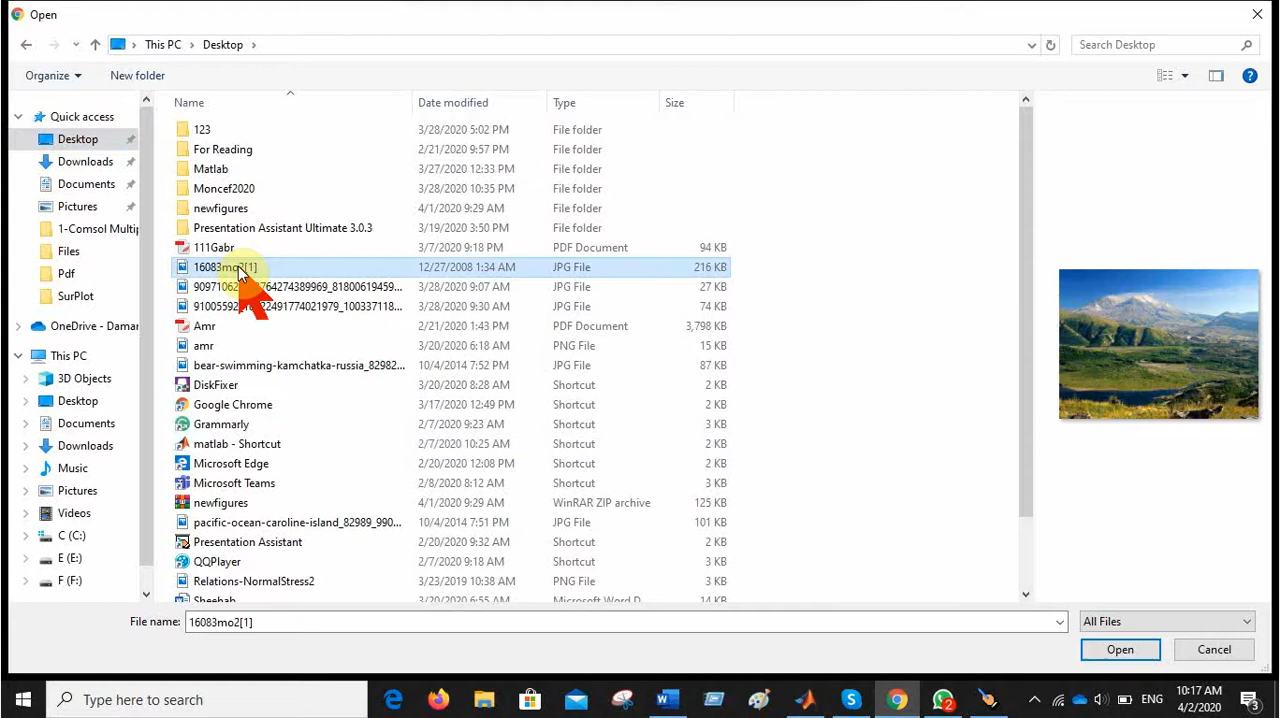 Open
This PC > Desktop >
Search Desktop
Organize
New folder
Name
Date modified
Type
Size
Quick access
Desktop
Downloads
Documents
Pictures
1-Comsol Multip
Files
Pdf
SurPlot
OneDrive - Damar
This PC
3D Objects
Desktop
Documents
Downloads
Music
Pictures
Videos
C (C:)
E (E:)
F (F:)
123 3/28/2020 5:02 PM File folder
For Reading 2/21/2020 9:57 PM File folder
Matlab 3/27/2020 12:33 PM File folder
Moncef2020 3/28/2020 10:35 PM File folder
newfigures 4/1/2020 9:29 AM File folder
Presentation Assistant Ultimate 3.0.3 3/19/2020 3:50 PM File folder
111Gabr 3/7/2020 9:18 PM PDF Document 94 KB
16083mo2[1] 12/27/2008 1:34 AM JPG File 216 KB
3/28/2020 9:07 AM JPG File 27 KB
3/28/2020 9:30 AM JPG File 74 KB
Amr 2/21/2020 1:43 PM PDF Document 3,798 KB
amr 3/20/2020 6:18 AM PNG File 15 KB
bear-swimming-kamchatka-russia_82982... 10/4/2014 7:52 PM JPG File 87 KB
DiskFixer 3/20/2020 8:28 AM Shortcut 2 KB
Google Chrome 3/17/2020 12:49 PM Shortcut 2 KB
Grammarly 2/7/2020 9:23 AM Shortcut 3 KB
matlab - Shortcut 2/7/2020 10:25 AM Shortcut 2 KB
Microsoft Edge 2/20/2020 12:08 PM Shortcut 2 KB
Microsoft Teams 2/8/2020 8:12 AM Shortcut 3 KB
newfigures 4/1/2020 9:29 AM WinRAR ZIP archive 125 KB
pacific-ocean-caroline-island_82989_990... 10/4/2014 7:51 PM JPG File 101 KB
Presentation Assistant 2/20/2020 9:32 AM Shortcut 3 KB
QQPlayer 2/7/2020 9:18 AM Shortcut 3 KB
Relations-NormalStress2 3/23/2019 10:38 AM PNG File 3 KB
Sheehab 3/20/2020 6:55 AM Microsoft Word D... 14 KB
File name: 16083mo2[1]
All Files
Open
Cancel
Type here to search
2
ENG
10:17 AM
4/2/2020
3